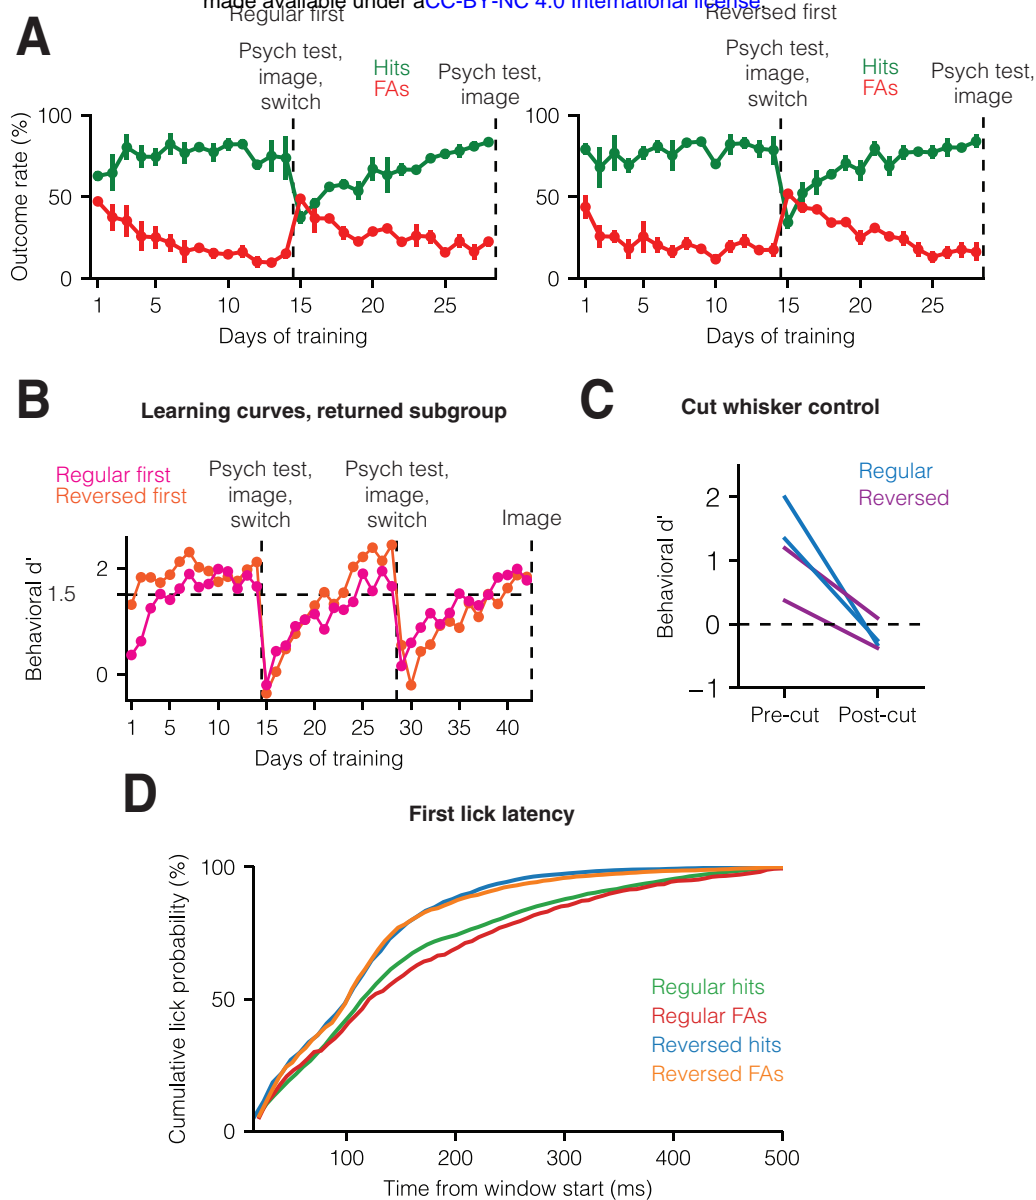 made available under aCC-BY-NC 4.0 International license.
Regular first
Reversed first
A
Psych test,
image,
switch
Hits
FAs
Psych test,
image
Psych test,
image,
switch
Hits
FAs
Psych test,
image
Outcome rate (%)
100
50
0
1 5 10 15 20 25
Days of training
100
50
0
1 5 10 15 20 25
Days of training
B
Learning curves, returned subgroup
Regular first
Reversed first
Psych test,
image,
switch
Psych test,
image,
switch
Image
Behavioral d'
2
1.5
0
1 5 10 15 20 25 30 35 40
Days of training
C
Cut whisker control
Regular
Reversed
Behavioral d'
2
1
0
−1
Pre-cut Post-cut
D
First lick latency
Cumulative lick probability (%)
100
50
0
Regular hits
Regular FAs
Reversed hits
Reversed FAs
100 200 300 400 500
Time from window start (ms)